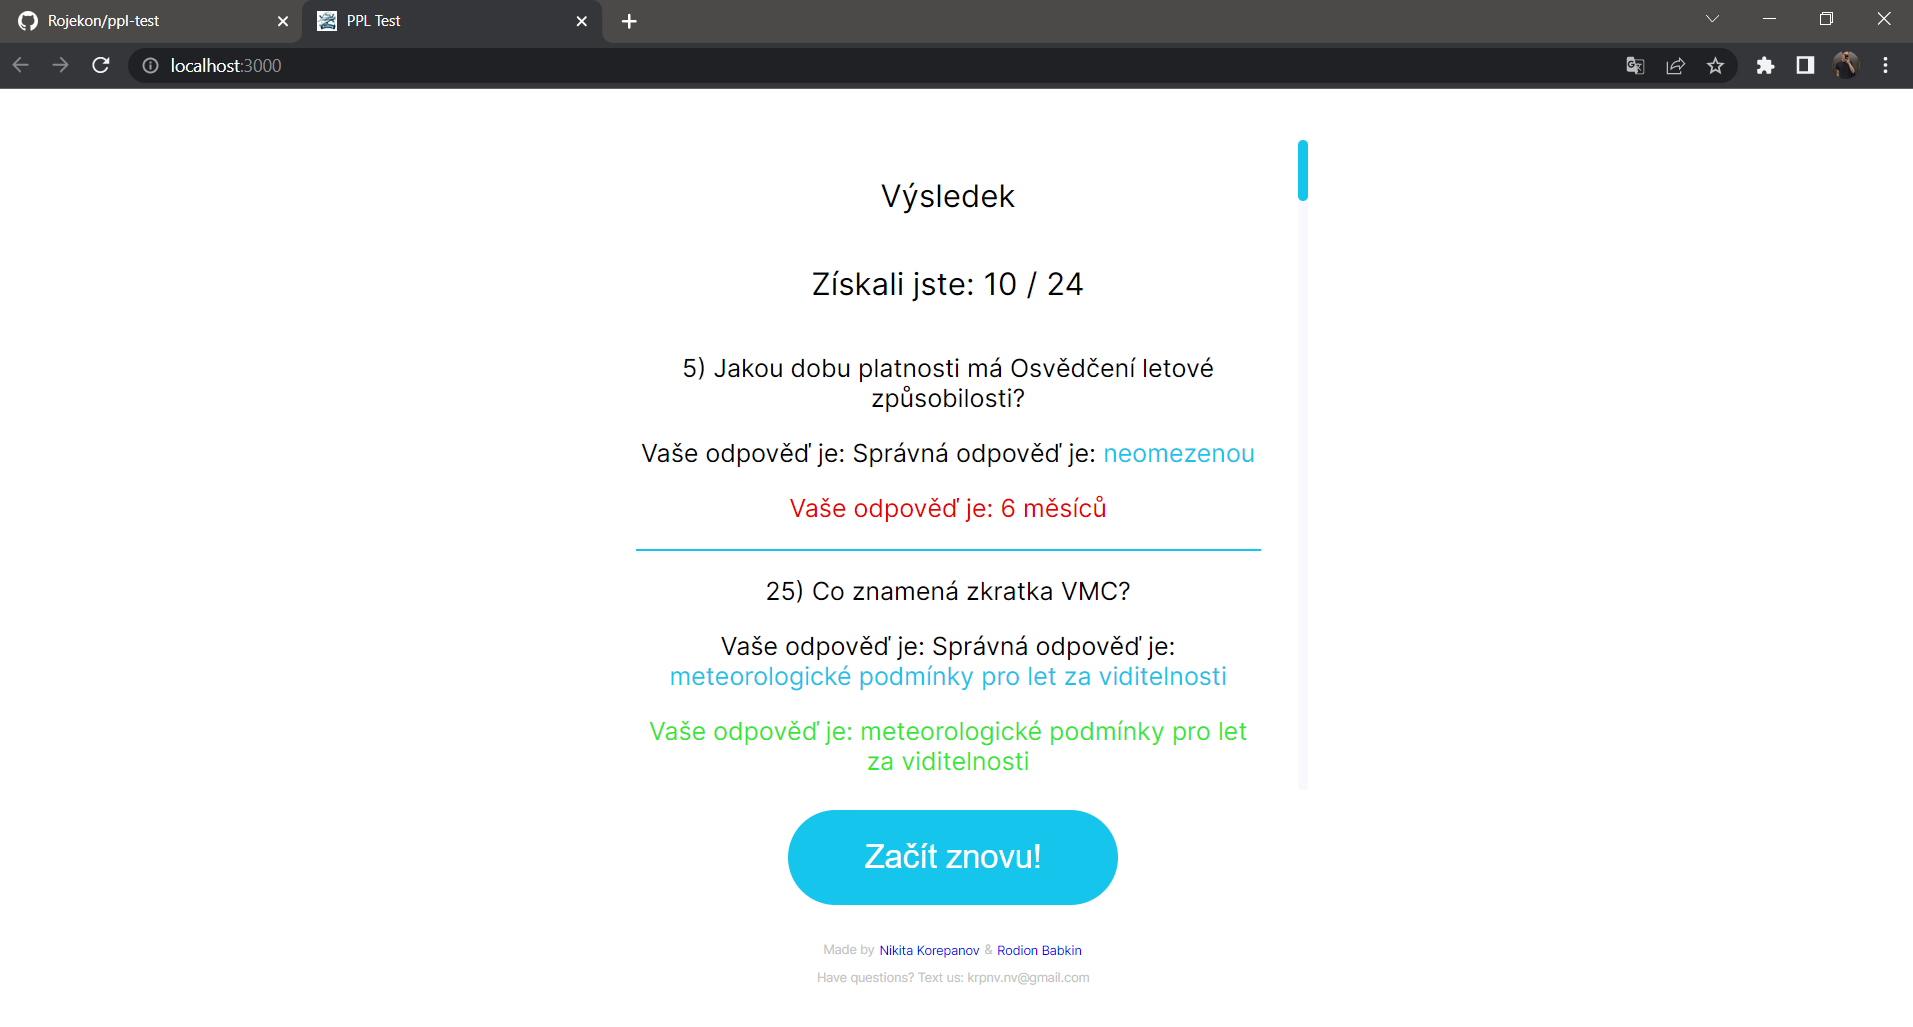 Rojekon/ppl-test
PPL Test
localhost:3000
Výsledek
Získali jste: 10 / 24
5) Jakou dobu platnosti má Osvědčení letové
způsobilosti?
Vaše odpověď je: Správná odpověď je: neomezenou
Vaše odpověď je: 6 měsíců
25) Co znamená zkratka VMC?
Vaše odpověď je: Správná odpověď je:
meteorologické podmínky pro let za viditelnosti
Vaše odpověď je: meteorologické podmínky pro let
za viditelnosti
Začít znovu!
Made by Nikita Korepanov & Rodion Babkin
Have questions? Text us: krpnv.nv@gmail.com